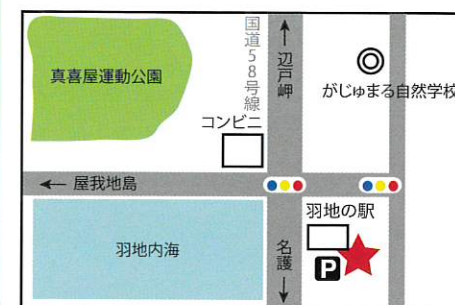 国道58号線
↑
辺戸岬
真喜屋運動公園
◎
がじゅまる自然学校
コンビニ
← 屋我地島
羽地の駅
P
羽地内海
名護
↓